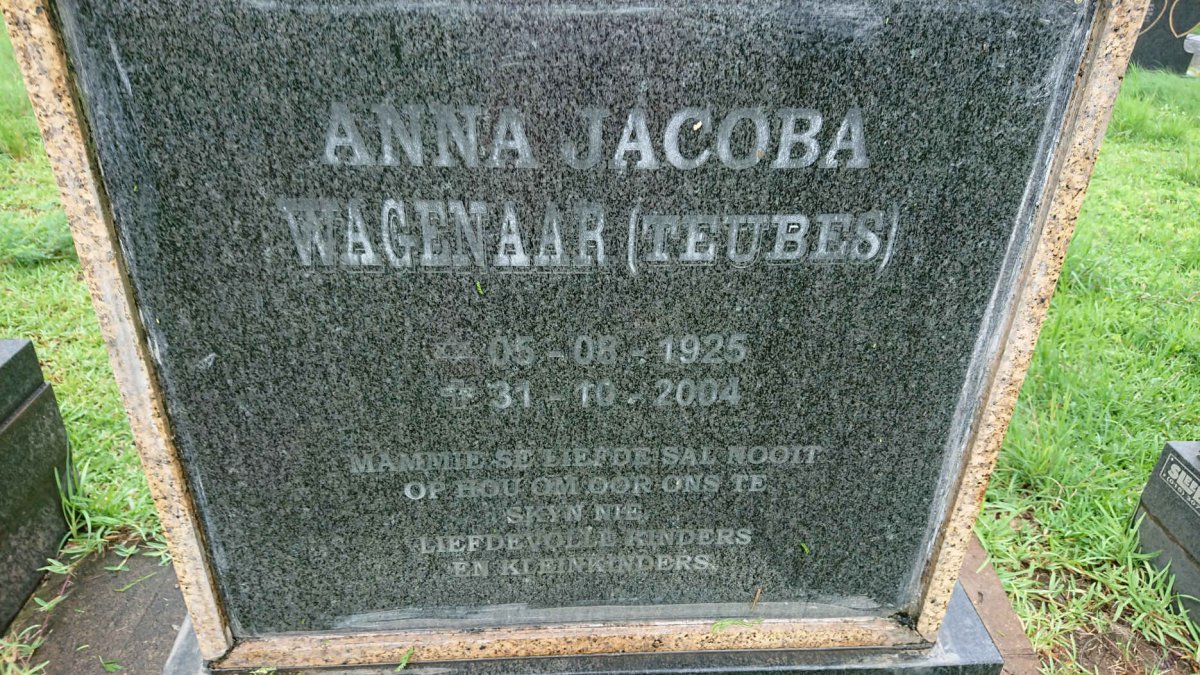 ANNA JACOBA
WAGENAAR (TEUBES)
05 - 08 - 1925
31 - 10 - 2004
MAMMIE SE LIEFDE SAL NOOIT
OP HOU OM OOR ONS TE
SKYN NIE
LIEFDEVOLLE KINDERS
EN KLEINKINDERS.